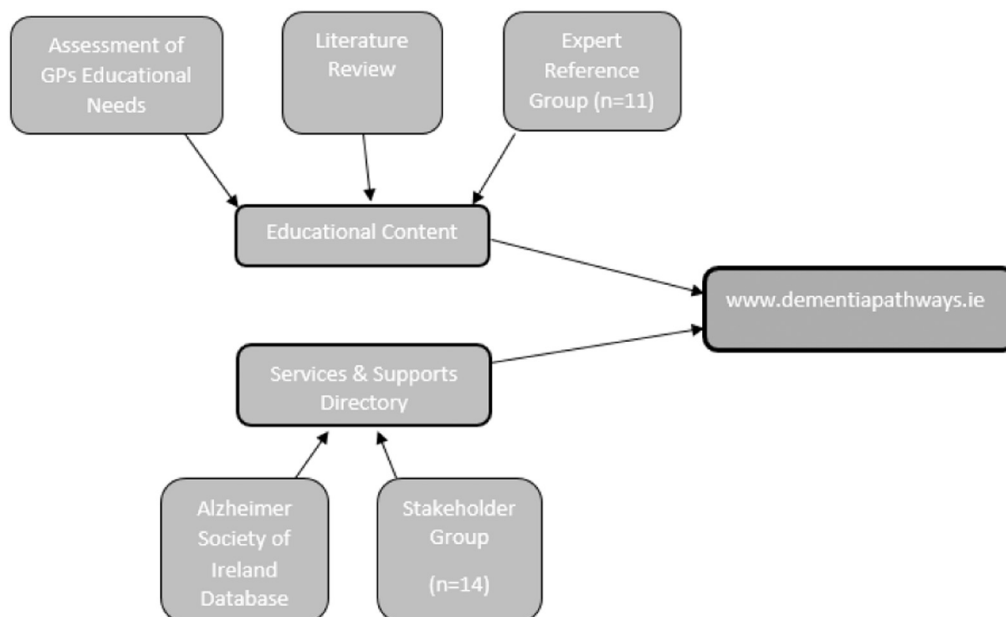 Assessment of
GPs Educational
Needs
Literature
Review
Expert
Reference
Group (n=11)
Educational Content
www.dementiapathways.ie
Services & Supports
Directory
Alzheimer
Society of
Ireland
Database
Stakeholder
Group
(n=14)